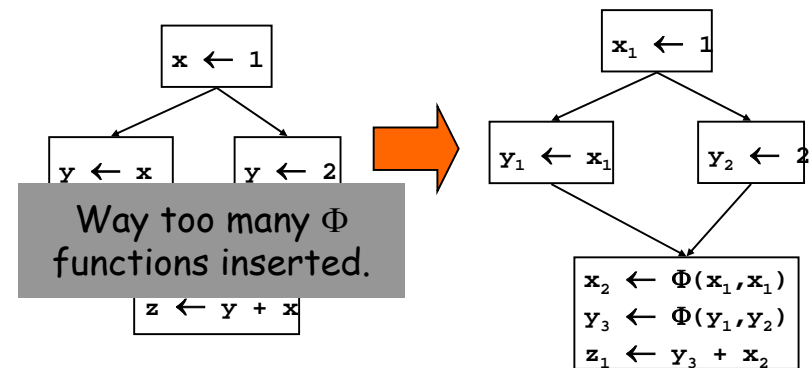 x ← 1
y ← x
y ← 2
Way too many Φ
functions inserted.
z ← y + x
x₁ ← 1
y₁ ← x₁
y₂ ← 2
x₂ ← Φ(x₁,x₁)
y₃ ← Φ(y₁,y₂)
z₁ ← y₃ + x₂